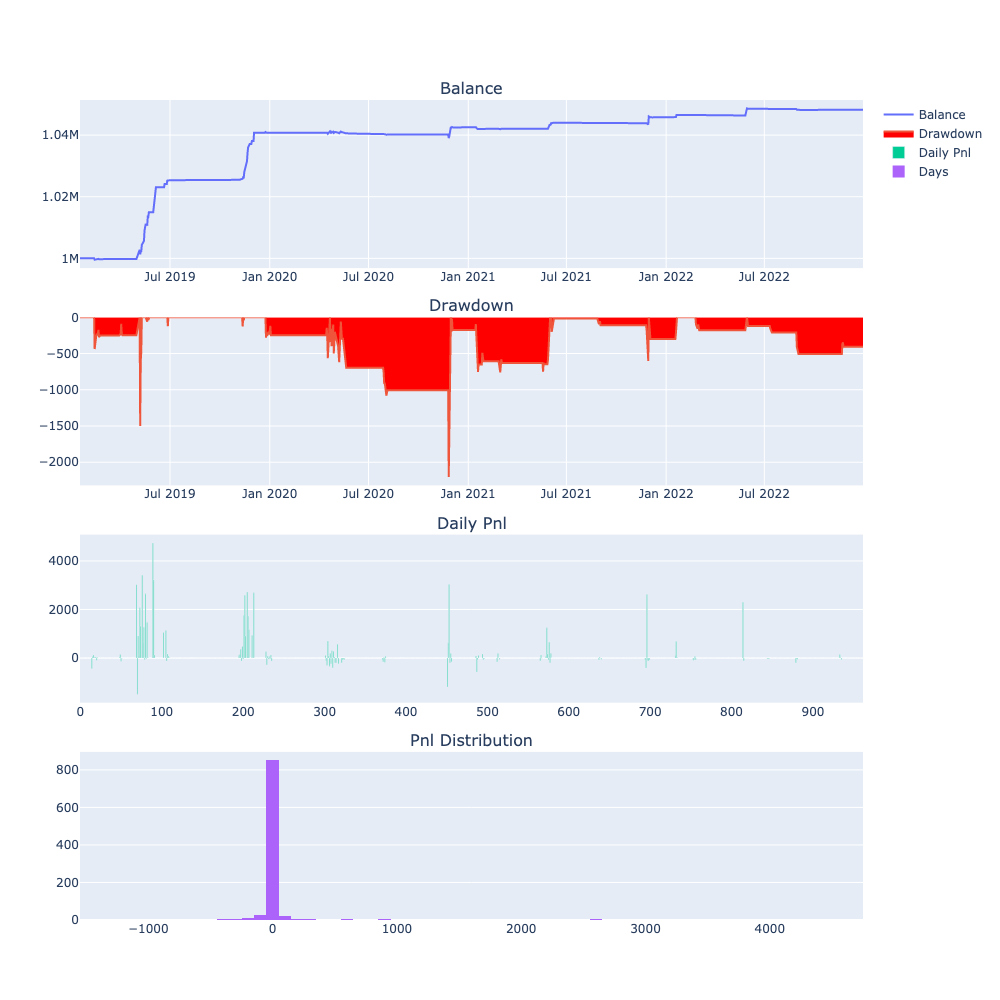 Balance
1.04M
1.02M
1M
Jul 2019 Jan 2020 Jul 2020 Jan 2021 Jul 2021 Jan 2022 Jul 2022
Balance
Drawdown
Daily Pnl
Days
Drawdown
0
−500
−1000
−1500
−2000
Jul 2019 Jan 2020 Jul 2020 Jan 2021 Jul 2021 Jan 2022 Jul 2022
Daily Pnl
4000
2000
0
0 100 200 300 400 500 600 700 800 900
Pnl Distribution
800
600
400
200
0
−1000 0 1000 2000 3000 4000